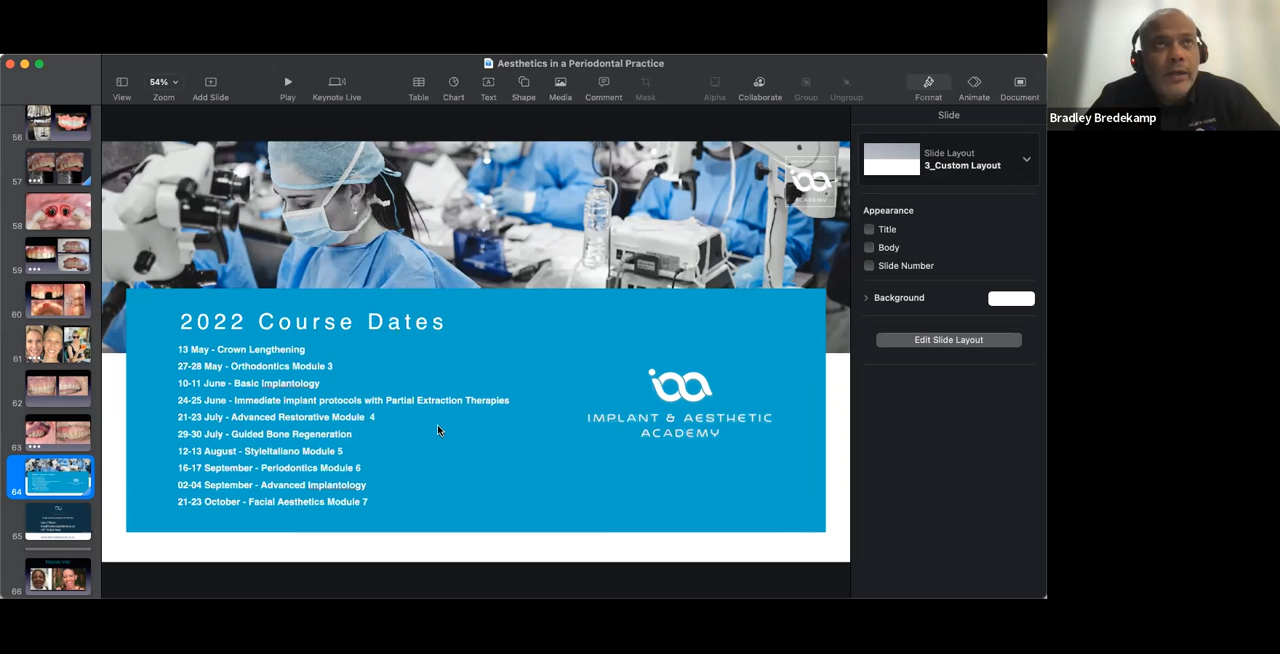 Aesthetics in a Periodontal Practice
54%
View
Zoom
Add Slide
Play
Keynote Live
Table
Chart
Text
Shape
Media
Comment
Mask
Alpha
Collaborate
Group
Ungroup
Format
Animate
Document
Bradley Bredekamp
Slide
Slide Layout
3_Custom Layout
Appearance
Title
Body
Slide Number
Background
Edit Slide Layout
56
57
58
59
60
61
62
63
64
65
66
ACADEMY
2022 Course Dates
13 May - Crown Lengthening
27-28 May - Orthodontics Module 3
10-11 June - Basic Implantology
24-25 June - Immediate implant protocols with Partial Extraction Therapies
21-23 July - Advanced Restorative Module 4
29-30 July - Guided Bone Regeneration
12-13 August - StyleItaliano Module 5
16-17 September - Periodontics Module 6
02-04 September - Advanced Implantology
21-23 October - Facial Aesthetics Module 7
iaa
IMPLANT & AESTHETIC
ACADEMY